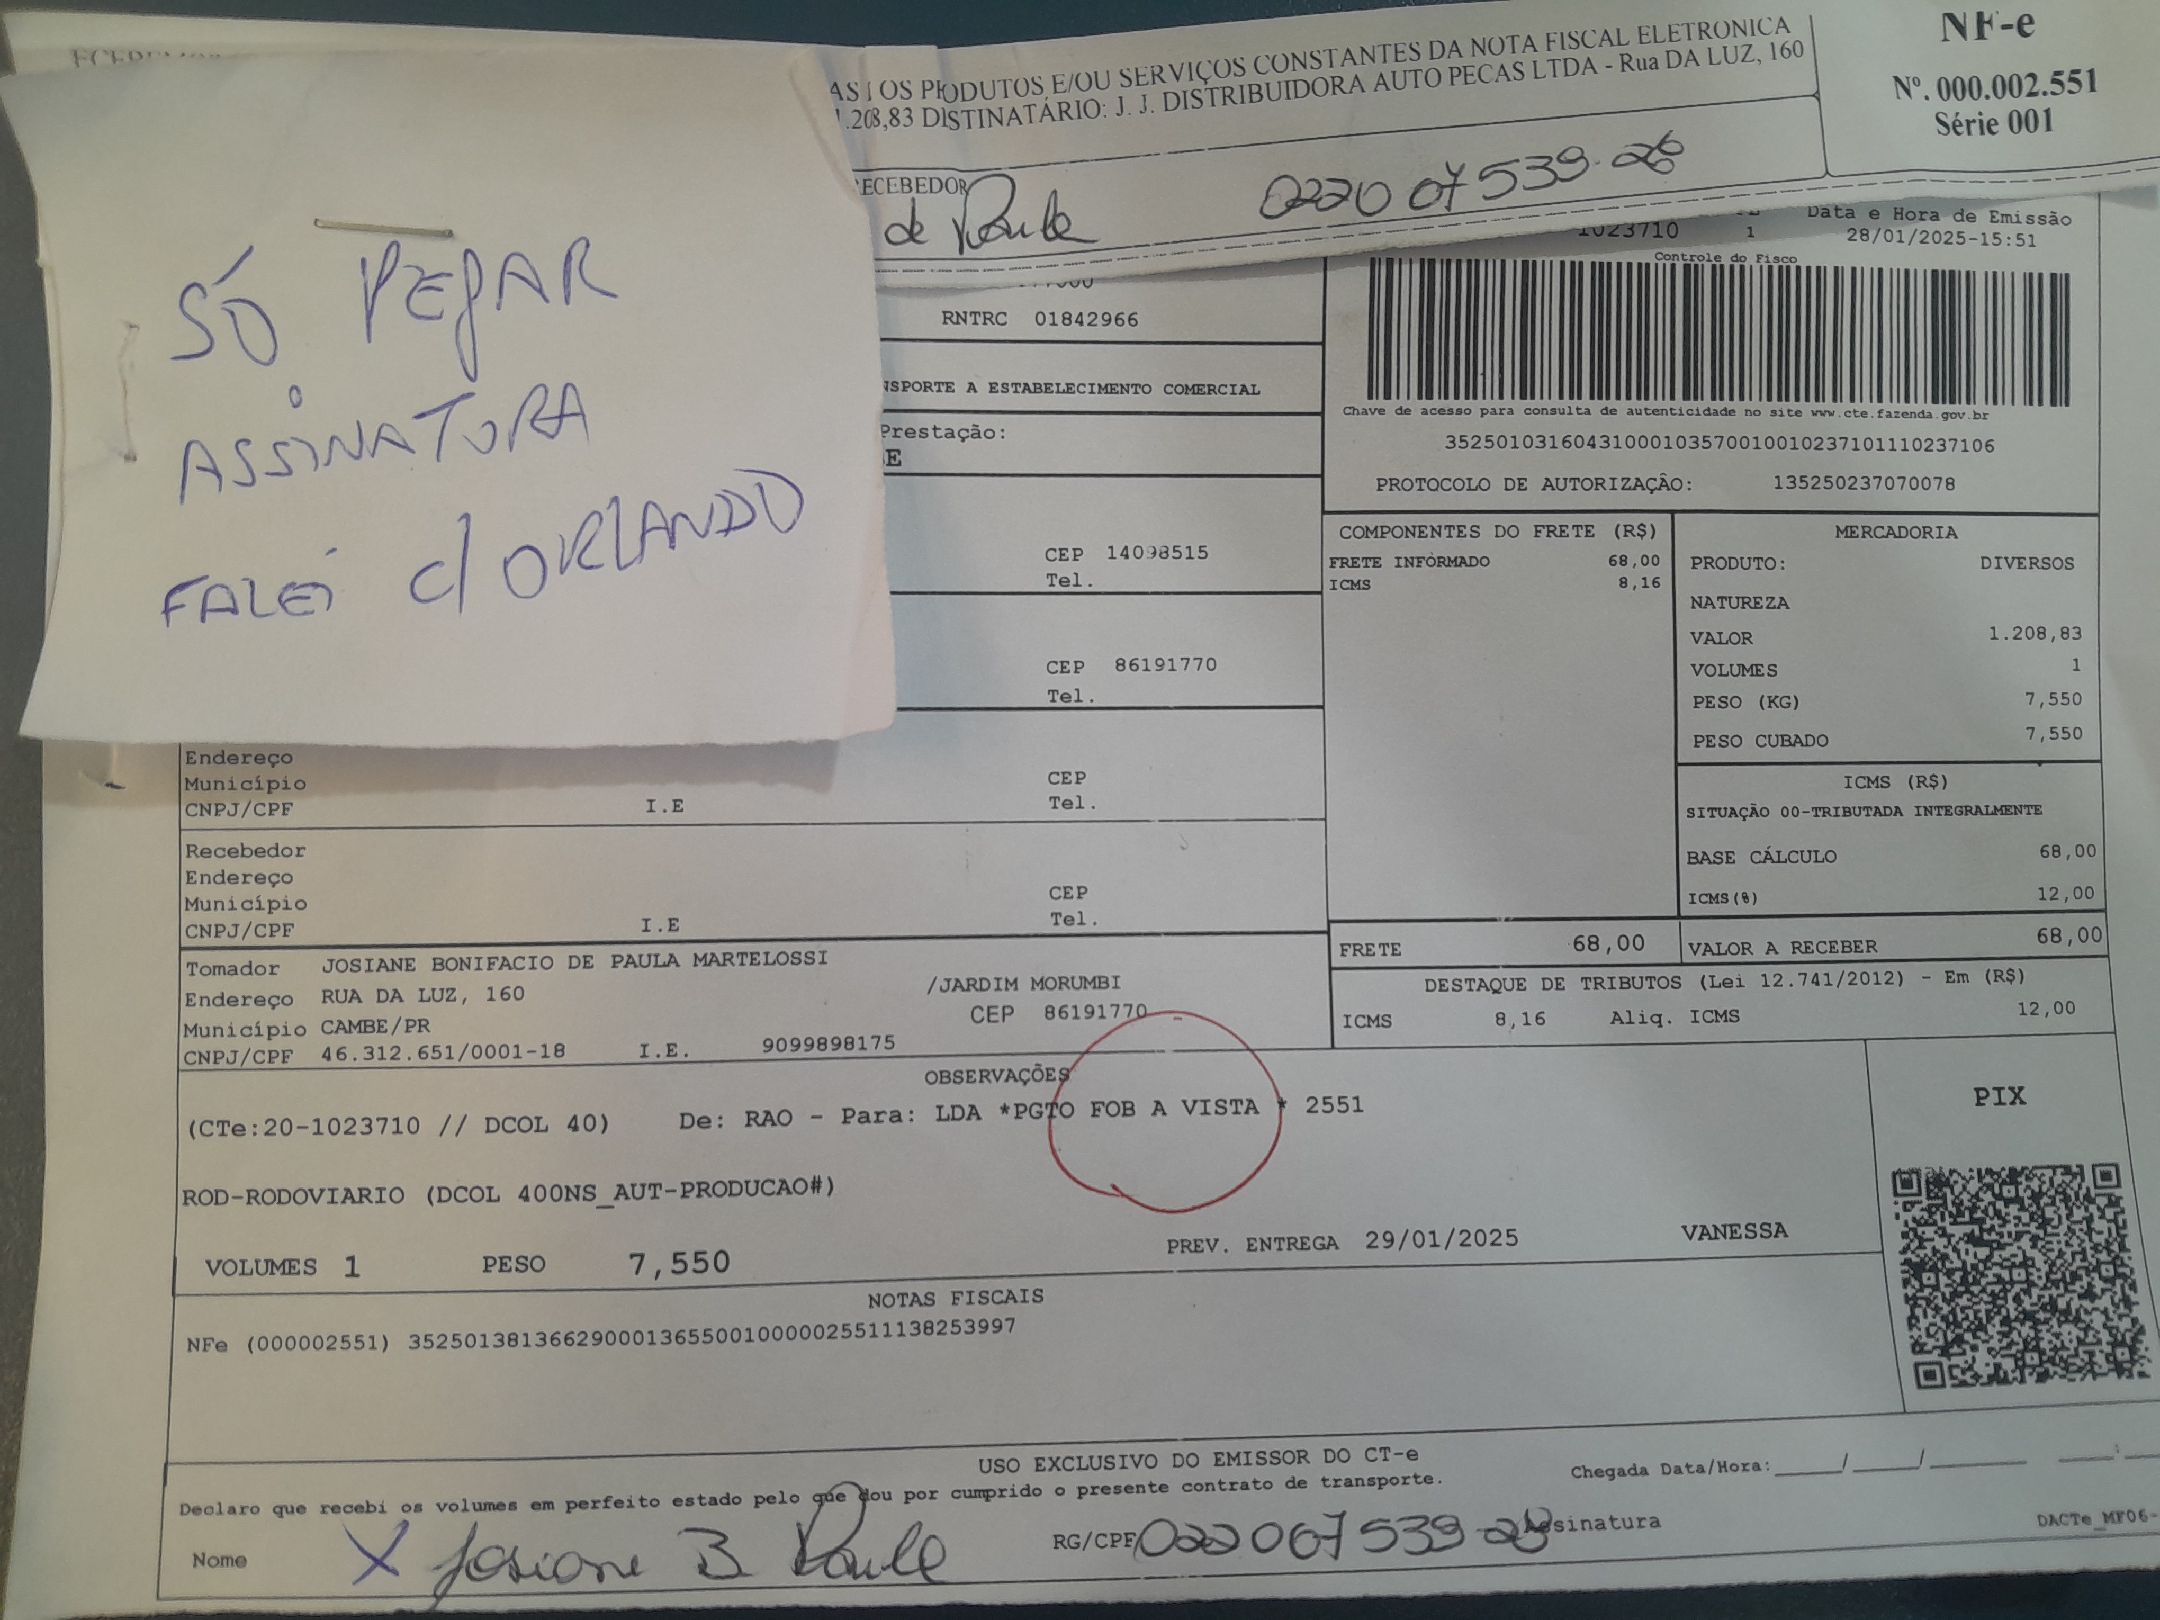 SÓ PEGAR
ASSINATURA
FALEI C/ ORLANDO
OS PRODUTOS E/OU SERVIÇOS CONSTANTES DA NOTA FISCAL ELETRONICA
1.208,83 DISTINATÁRIO: J. J. DISTRIBUIDORA AUTO PECAS LTDA - Rua DA LUZ, 160
NF-e
Nº. 000.002.551
Série 001
ECEBEDOR
de Paula 022 067 539-28
1023710 1
Data e Hora de Emissão
28/01/2025-15:51
Controle do Fisco
RNTRC 01842966
NSPORTE A ESTABELECIMENTO COMERCIAL
Chave de acesso para consulta de autenticidade no site www.cte.fazenda.gov.br
35250103160431000103570010010237101110237106
PROTOCOLO DE AUTORIZAÇÃO: 135250237070078
Prestação:
E
CEP 14098515
Tel.
CEP 86191770
Tel.
COMPONENTES DO FRETE (R$)
FRETE INFORMADO 68,00
ICMS 8,16
MERCADORIA
PRODUTO: DIVERSOS
NATUREZA
VALOR 1.208,83
VOLUMES 1
PESO (KG) 7,550
PESO CUBADO 7,550
ICMS (R$)
SITUAÇÃO 00-TRIBUTADA INTEGRALMENTE
BASE CÁLCULO 68,00
ICMS(%) 12,00
Endereço
Município CEP
CNPJ/CPF I.E Tel.
Recebedor
Endereço
Município CEP
CNPJ/CPF I.E Tel.
FRETE 68,00 VALOR A RECEBER 68,00
Tomador JOSIANE BONIFACIO DE PAULA MARTELOSSI
Endereço RUA DA LUZ, 160 /JARDIM MORUMBI
Município CAMBE/PR CEP 86191770
CNPJ/CPF 46.312.651/0001-18 I.E. 9099898175
DESTAQUE DE TRIBUTOS (Lei 12.741/2012) - Em (R$)
ICMS 8,16 Aliq. ICMS 12,00
OBSERVAÇÕES
(CTe:20-1023710 // DCOL 40) De: RAO - Para: LDA *PGTO FOB A VISTA * 2551
ROD-RODOVIARIO (DCOL 400NS_AUT-PRODUCAO#)
PIX
VOLUMES 1 PESO 7,550 PREV. ENTREGA 29/01/2025 VANESSA
NOTAS FISCAIS
NFe (000002551) 35250138136629000136550010000025511138253997
USO EXCLUSIVO DO EMISSOR DO CT-e
Declaro que recebi os volumes em perfeito estado pelo que dou por cumprido o presente contrato de transporte.
Chegada Data/Hora:____/____/______
Nome X Josiane B Paula RG/CPF 022 067 539 28 Assinatura
DACTe_MF06-